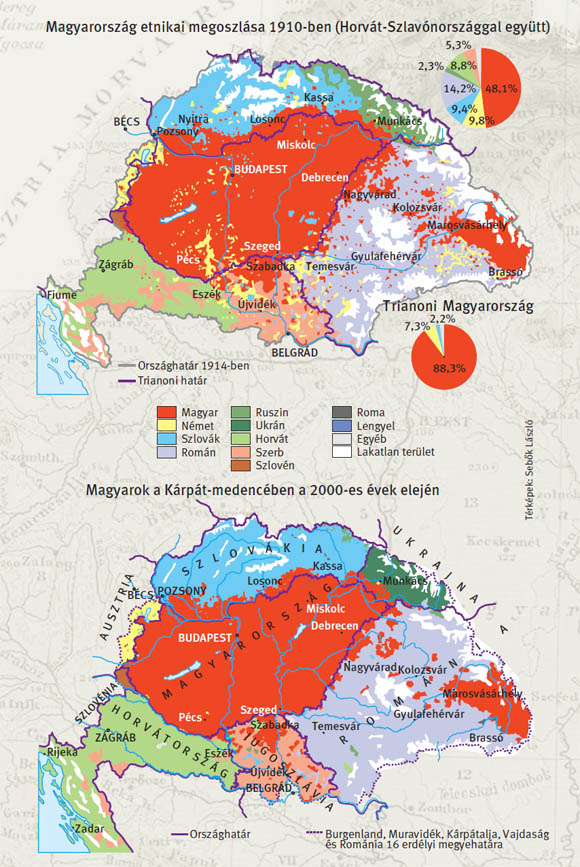 Magyarország etnikai megoszlása 1910-ben (Horvát-Szlavónországgal együtt)
5,3%
2,3%
8,8%
14,2%
48,1%
9,4%
9,8%
BÉCS
Pozsony
Nyitra
Losonc
Kassa
Munkács
Miskolc
BUDAPEST
Debrecen
Nagyvárad
Kolozsvár
Marosvásárhely
Szeged
Gyulafehérvár
Pécs
Szabadka
Temesvár
Brassó
Zágráb
Fiume
Eszék
Újvidék
BELGRÁD
Trianoni Magyarország
2,2%
7,3%
88,3%
Országhatár 1914-ben
Trianoni határ
Magyar
Német
Szlovák
Román
Ruszin
Ukrán
Horvát
Szerb
Szlovén
Roma
Lengyel
Egyéb
Lakatlan terület
Térképek: Sebők László
Magyarok a Kárpát-medencében a 2000-es évek elején
SZLOVÁKIA
UKRAJNA
AUSZTRIA
MAGYARORSZÁG
ROMÁNIA
SZLOVÉNIA
HORVÁTORSZÁG
JUGOSZLÁVIA
BÉCS
POZSONY
Losonc
Kassa
Munkács
Miskolc
BUDAPEST
Debrecen
Nagyvárad
Kolozsvár
Márosvásárhely
Szeged
Gyulafehérvár
Pécs
Szabadka
Temesvár
Brassó
ZÁGRÁB
Rijeka
Eszék
Újvidék
BELGRÁD
Zadar
Országhatár
Burgenland, Muravidék, Kárpátalja, Vajdaság
és Románia 16 erdélyi megyehatára